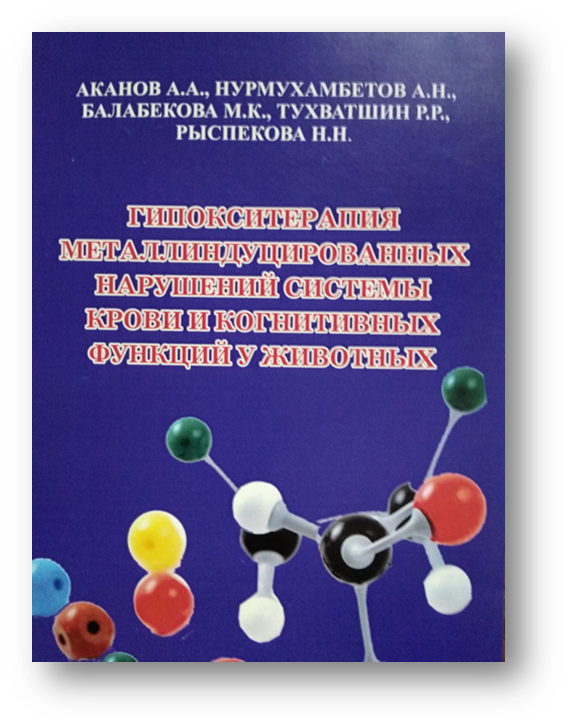 АКАНОВ А.А., НУРМУХАМБЕТОВ А.Н.,
БАЛАБЕКОВА М.К., ТУХВАТШИН Р.Р.,
РЫСПЕКОВА Н.Н.
ГИПОКСИТЕРАПИЯ
МЕТАЛЛИНДУЦИРОВАННЫХ
НАРУШЕНИЙ СИСТЕМЫ
КРОВИ И КОГНИТИВНЫХ
ФУНКЦИЙ У ЖИВОТНЫХ